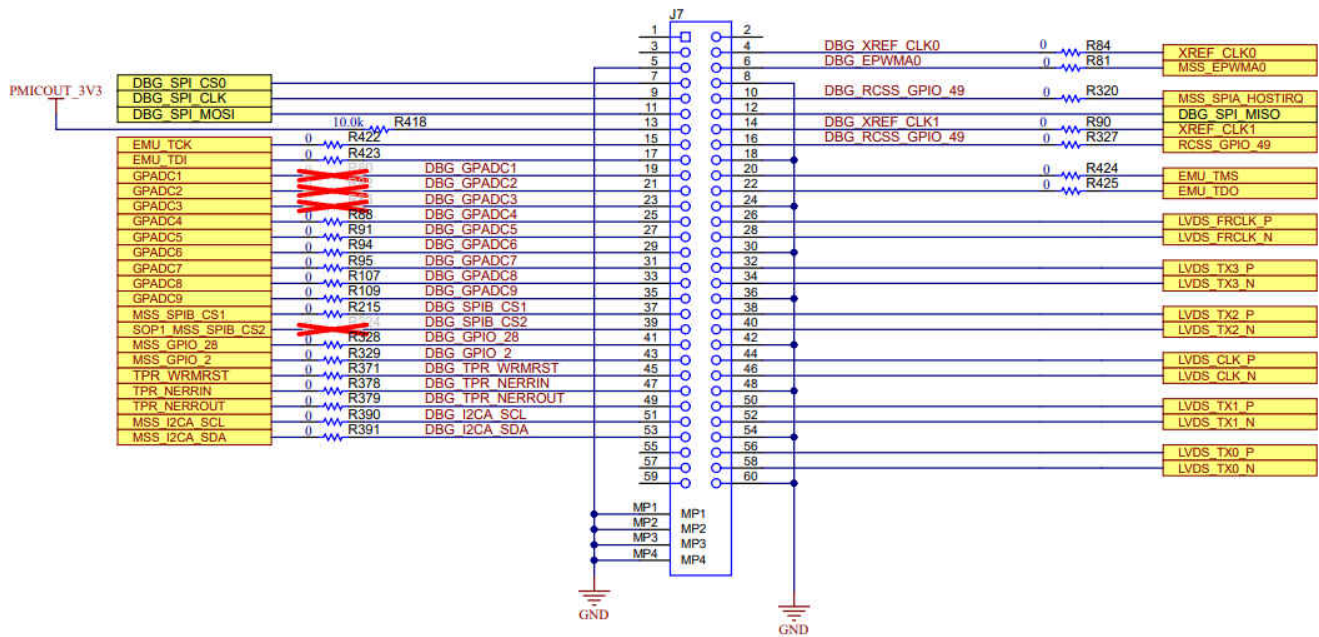 J7
1 2
3 4 DBG_XREF_CLK0 0 R84 XREF_CLK0
5 6 DBG_EPWMA0 0 R81 MSS_EPWMA0
DBG_SPI_CS0 7 8
PMICOUT_3V3 DBG_SPI_CLK 9 10 DBG_RCSS_GPIO_49 0 R320 MSS_SPIA_HOSTIRQ
DBG_SPI_MOSI 11 12 DBG_SPI_MISO
10.0k R418 13 14 DBG_XREF_CLK1 0 R90 XREF_CLK1
EMU_TCK 0 R422 15 16 DBG_RCSS_GPIO_49 0 R327 RCSS_GPIO_49
EMU_TDI 0 R423 17 18
GPADC1 DBG_GPADC1 19 20 0 R424 EMU_TMS
GPADC2 DBG_GPADC2 21 22 0 R425 EMU_TDO
GPADC3 DBG_GPADC3 23 24
GPADC4 0 R88 DBG_GPADC4 25 26 LVDS_FRCLK_P
GPADC5 0 R91 DBG_GPADC5 27 28 LVDS_FRCLK_N
GPADC6 0 R94 DBG_GPADC6 29 30
GPADC7 0 R95 DBG_GPADC7 31 32 LVDS_TX3_P
GPADC8 0 R107 DBG_GPADC8 33 34 LVDS_TX3_N
GPADC9 0 R109 DBG_GPADC9 35 36
MSS_SPIB_CS1 0 R215 DBG_SPIB_CS1 37 38 LVDS_TX2_P
SOP1_MSS_SPIB_CS2 DBG_SPIB_CS2 39 40 LVDS_TX2_N
MSS_GPIO_28 0 R328 DBG_GPIO_28 41 42
MSS_GPIO_2 0 R329 DBG_GPIO_2 43 44 LVDS_CLK_P
TPR_WRMRST 0 R371 DBG_TPR_WRMRST 45 46 LVDS_CLK_N
TPR_NERRIN 0 R378 DBG_TPR_NERRIN 47 48
TPR_NERROUT 0 R379 DBG_TPR_NERROUT 49 50 LVDS_TX1_P
MSS_I2CA_SCL 0 R390 DBG_I2CA_SCL 51 52 LVDS_TX1_N
MSS_I2CA_SDA 0 R391 DBG_I2CA_SDA 53 54
55 56 LVDS_TX0_P
57 58 LVDS_TX0_N
59 60
MP1 MP1
MP2 MP2
MP3 MP3
MP4 MP4
GND
GND